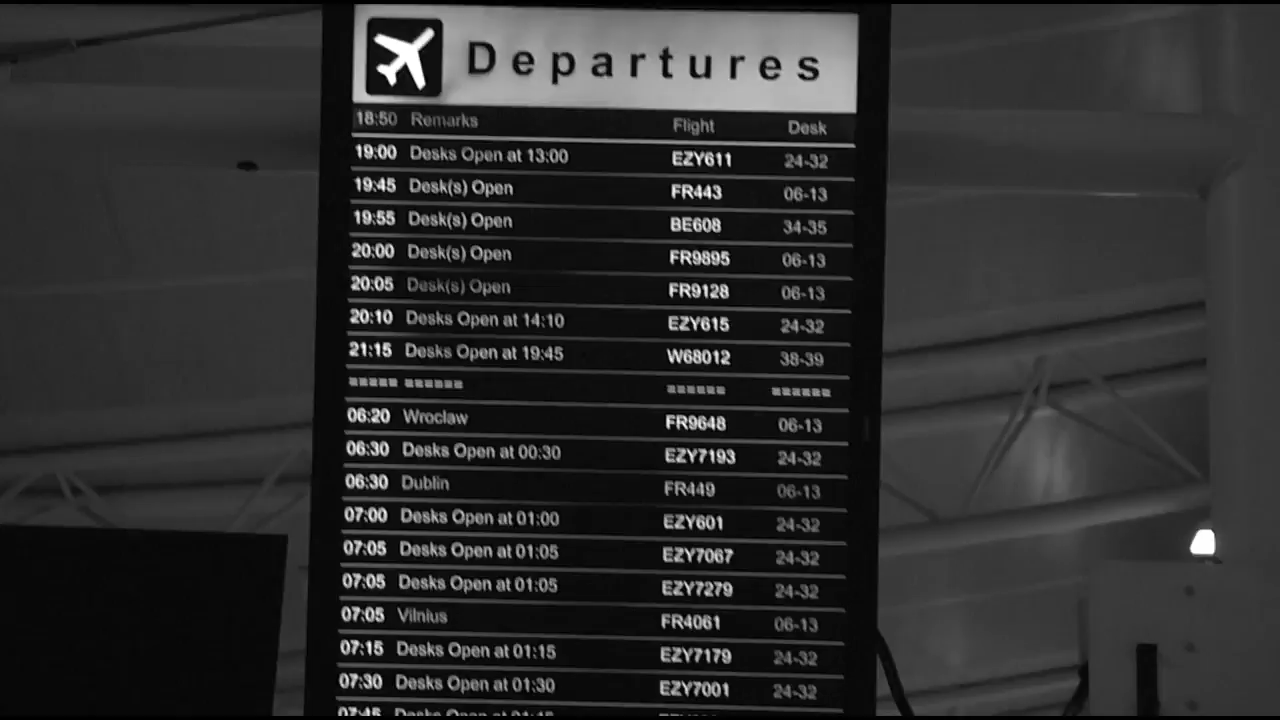 Departures
18:50 Remarks Flight Desk
19:00 Desks Open at 13:00 EZY611 24-32
19:45 Desk(s) Open FR443 06-13
19:55 Desk(s) Open BE608 34-35
20:00 Desk(s) Open FR9895 06-13
20:05 Desk(s) Open FR9128 06-13
20:10 Desks Open at 14:10 EZY615 24-32
21:15 Desks Open at 19:45 W68012 38-39
===== ====== ====== ======
06:20 Wroclaw FR9648 06-13
06:30 Desks Open at 00:30 EZY7193 24-32
06:30 Dublin FR449 06-13
07:00 Desks Open at 01:00 EZY601 24-32
07:05 Desks Open at 01:05 EZY7067 24-32
07:05 Desks Open at 01:05 EZY7279 24-32
07:05 Vilnius FR4061 06-13
07:15 Desks Open at 01:15 EZY7179 24-32
07:30 Desks Open at 01:30 EZY7001 24-32
07:45 Desks Open at 01:45